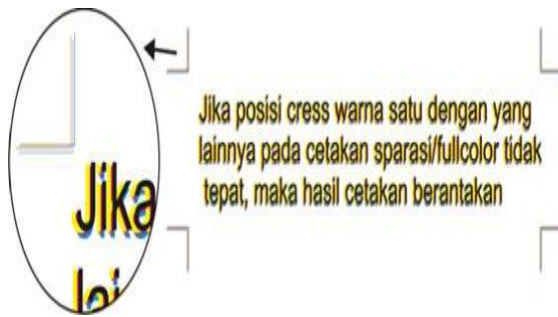 Jika posisi cress warna satu dengan yang
lainnya pada cetakan sparasi/fullcolor tidak
tepat, maka hasil cetakan berantakan
Jika
lai